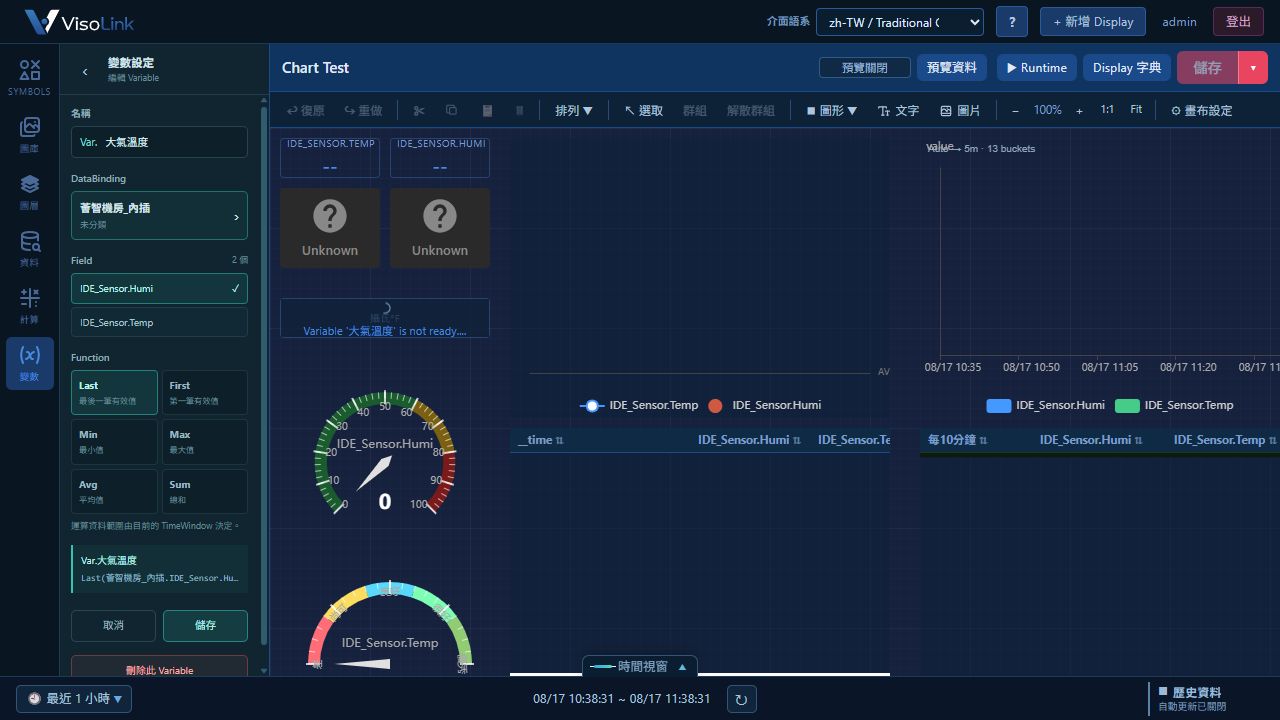 VisoLink
介面語系
zh-TW / Traditional C
?
+ 新增 Display
admin
登出
SYMBOLS
圖庫
圖層
資料
計算
(x)
變數
‹
變數設定
編輯 Variable
名稱
Var. 大氣溫度
DataBinding
薈智機房_內插
未分類
›
Field
2 個
IDE_Sensor.Humi ✓
IDE_Sensor.Temp
Function
Last
最後一筆有效值
First
第一筆有效值
Min
最小值
Max
最大值
Avg
平均值
Sum
總和
運算資料範圍由目前的 TimeWindow 決定。
Var.大氣溫度
Last(薈智機房_內插.IDE_Sensor.Hu…
取消
儲存
刪除此 Variable
Chart Test
預覽關閉
預覽資料
▶ Runtime
Display 字典
儲存
▼
↩ 復原
↪ 重做
排列 ▼
↖ 選取
群組
解散群組
■ 圖形 ▼
文字
圖片
−
100%
+
1:1
Fit
⚙ 畫布設定
IDE_SENSOR.TEMP
--
IDE_SENSOR.HUMI
--
?
Unknown
?
Unknown
Variable '大氣溫度' is not ready....
0
10
20
30
40
50
60
70
80
90
100
IDE_Sensor.Humi
0
IDE_Sensor.Temp
AV
IDE_Sensor.Temp
IDE_Sensor.Humi
__time ⇅
IDE_Sensor.Humi ⇅
IDE_Sensor.Te
value
→ 5m · 13 buckets
08/17 10:35
08/17 10:50
08/17 11:05
08/17 11:20
08/17 11
IDE_Sensor.Humi
IDE_Sensor.Temp
每10分鐘 ⇅
IDE_Sensor.Humi ⇅
IDE_Sensor.Temp ⇅
時間視窗 ▲
最近 1 小時 ▼
08/17 10:38:31 ~ 08/17 11:38:31
↻
■ 歷史資料
自動更新已關閉